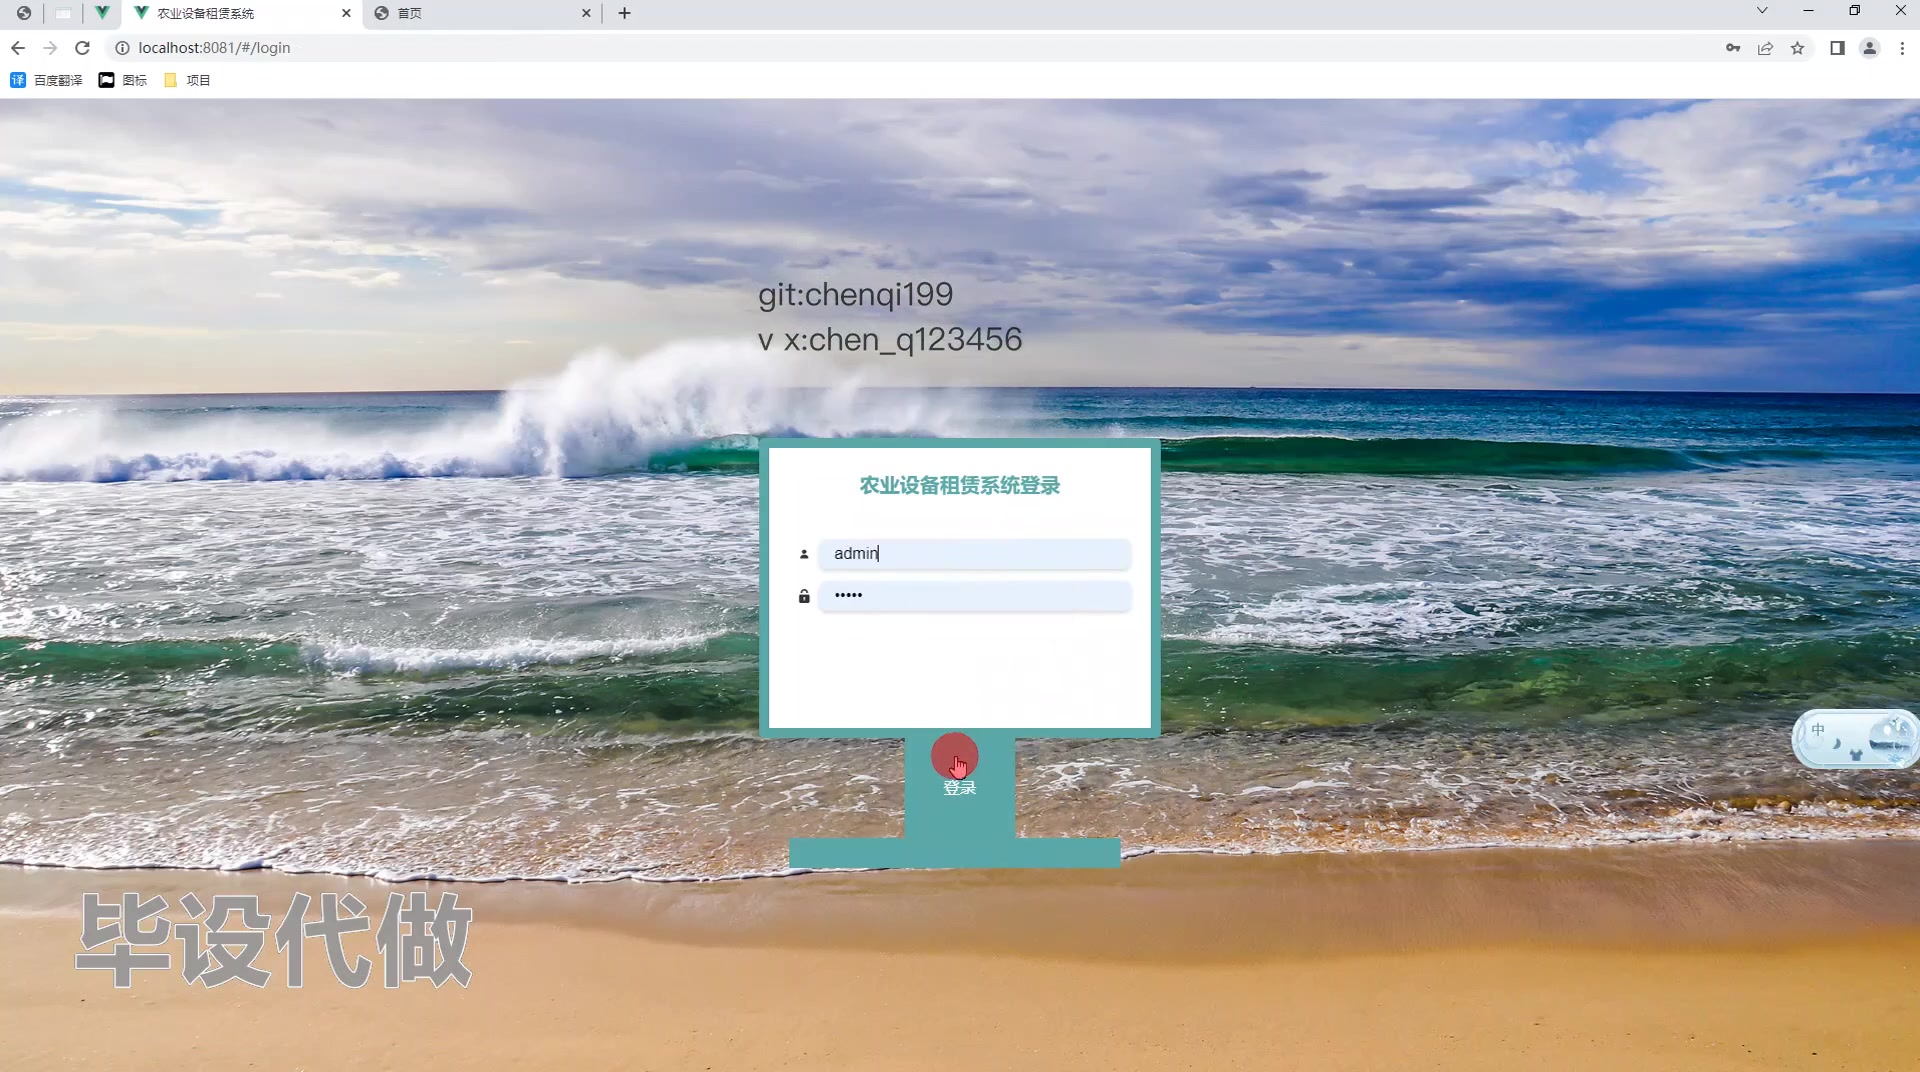 农业设备租赁系统
首页
localhost:8081/#/login
百度翻译
图标
项目
git:chenqi199
v x:chen_q123456
农业设备租赁系统登录
admin
•••••
登录
中
毕设代做